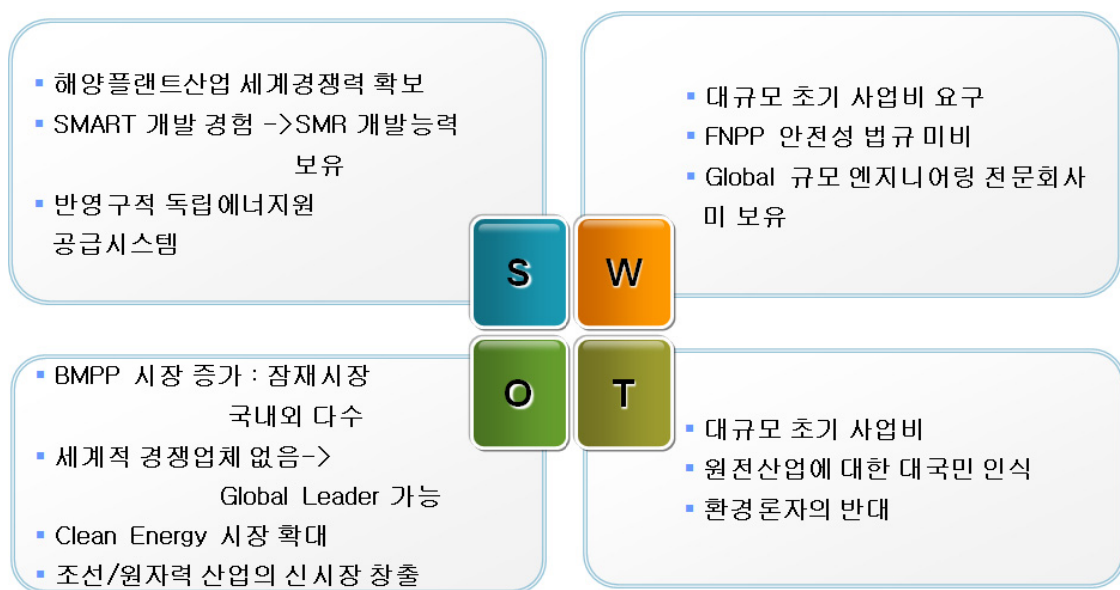 해양플랜트산업 세계경쟁력 확보
SMART 개발 경험 ->SMR 개발능력
보유
반영구적 독립에너지원
공급시스템
대규모 초기 사업비 요구
FNPP 안전성 법규 미비
Global 규모 엔지니어링 전문회사
미 보유
S
W
O
T
BMPP 시장 증가 : 잠재시장
국내외 다수
세계적 경쟁업체 없음->
Global Leader 가능
Clean Energy 시장 확대
조선/원자력 산업의 신시장 창출
대규모 초기 사업비
원전산업에 대한 대국민 인식
환경론자의 반대